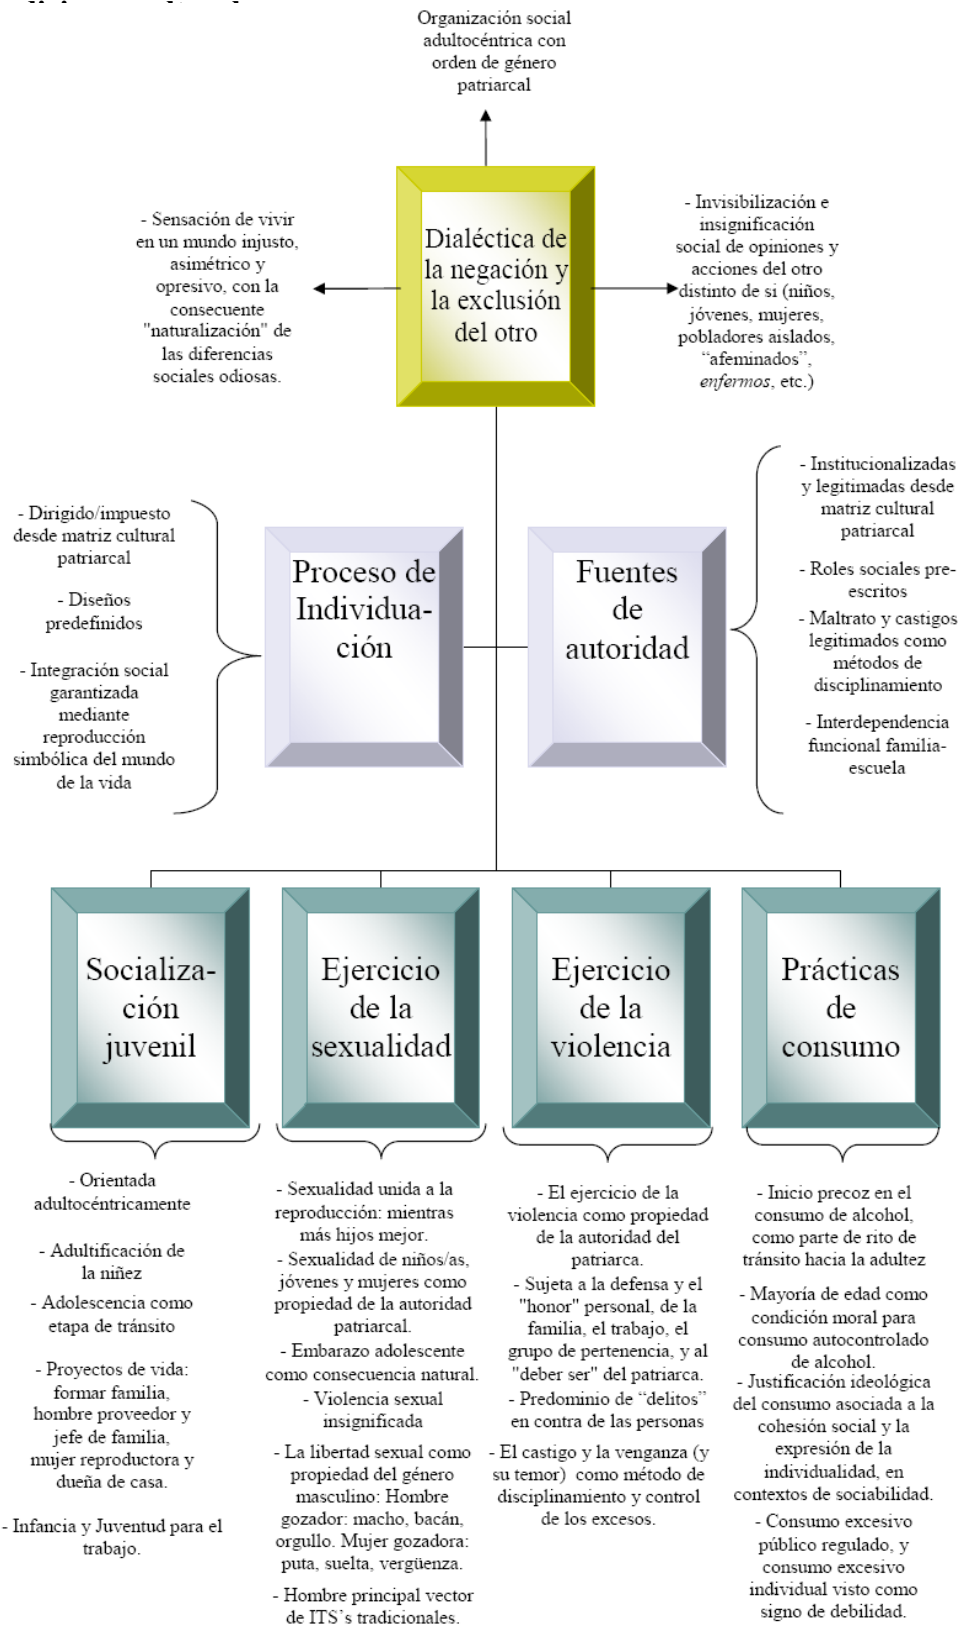 Organización social
adultocéntrica con
orden de género
patriarcal
- Sensación de vivir
en un mundo injusto,
asimétrico y
opresivo, con la
consecuente
"naturalización" de
las diferencias
sociales odiosas.
Dialéctica de
la negación y
la exclusión
del otro
- Invisibilización e
insignificación
social de opiniones y
acciones del otro
distinto de si (niños,
jóvenes, mujeres,
pobladores aislados,
“afeminados”,
enfermos, etc.)
- Dirigido/impuesto
desde matriz cultural
patriarcal
- Diseños
predefinidos
- Integración social
garantizada
mediante
reproducción
simbólica del mundo
de la vida
Proceso de
Individua-
ción
Fuentes
de
autoridad
- Institucionalizadas
y legitimadas desde
matriz cultural
patriarcal
- Roles sociales pre-
escritos
- Maltrato y castigos
legitimados como
métodos de
disciplinamiento
- Interdependencia
funcional familia-
escuela
Socializa-
ción
juvenil
- Orientada
adultocéntricamente
- Adultificación de
la niñez
- Adolescencia como
etapa de tránsito
- Proyectos de vida:
formar familia,
hombre proveedor y
jefe de familia,
mujer reproductora y
dueña de casa.
- Infancia y Juventud para el
trabajo.
Ejercicio
de la
sexualidad
- Sexualidad unida a la
reproducción: mientras
más hijos mejor.
- Sexualidad de niños/as,
jóvenes y mujeres como
propiedad de la autoridad
patriarcal.
- Embarazo adolescente
como consecuencia natural.
- Violencia sexual
insignificada
- La libertad sexual como
propiedad del género
masculino: Hombre
gozador: macho, bacán,
orgullo. Mujer gozadora:
puta, suelta, vergüenza.
- Hombre principal vector
de ITS`s tradicionales.
Ejercicio
de la
violencia
- El ejercicio de la
violencia como propiedad
de la autoridad del
patriarca.
- Sujeta a la defensa y el
"honor" personal, de la
familia, el trabajo, el
grupo de pertenencia, y al
"deber ser" del patriarca.
- Predominio de “delitos”
en contra de las personas
- El castigo y la venganza (y
su temor) como método de
disciplinamiento y control
de los excesos.
Prácticas
de
consumo
- Inicio precoz en el
consumo de alcohol,
como parte de rito de
tránsito hacia la adultez
- Mayoría de edad como
condición moral para
consumo autocontrolado
de alcohol.
- Justificación ideológica
del consumo asociada a la
cohesión social y la
expresión de la
individualidad, en
contextos de sociabilidad.
- Consumo excesivo
público regulado, y
consumo excesivo
individual visto como
signo de debilidad.